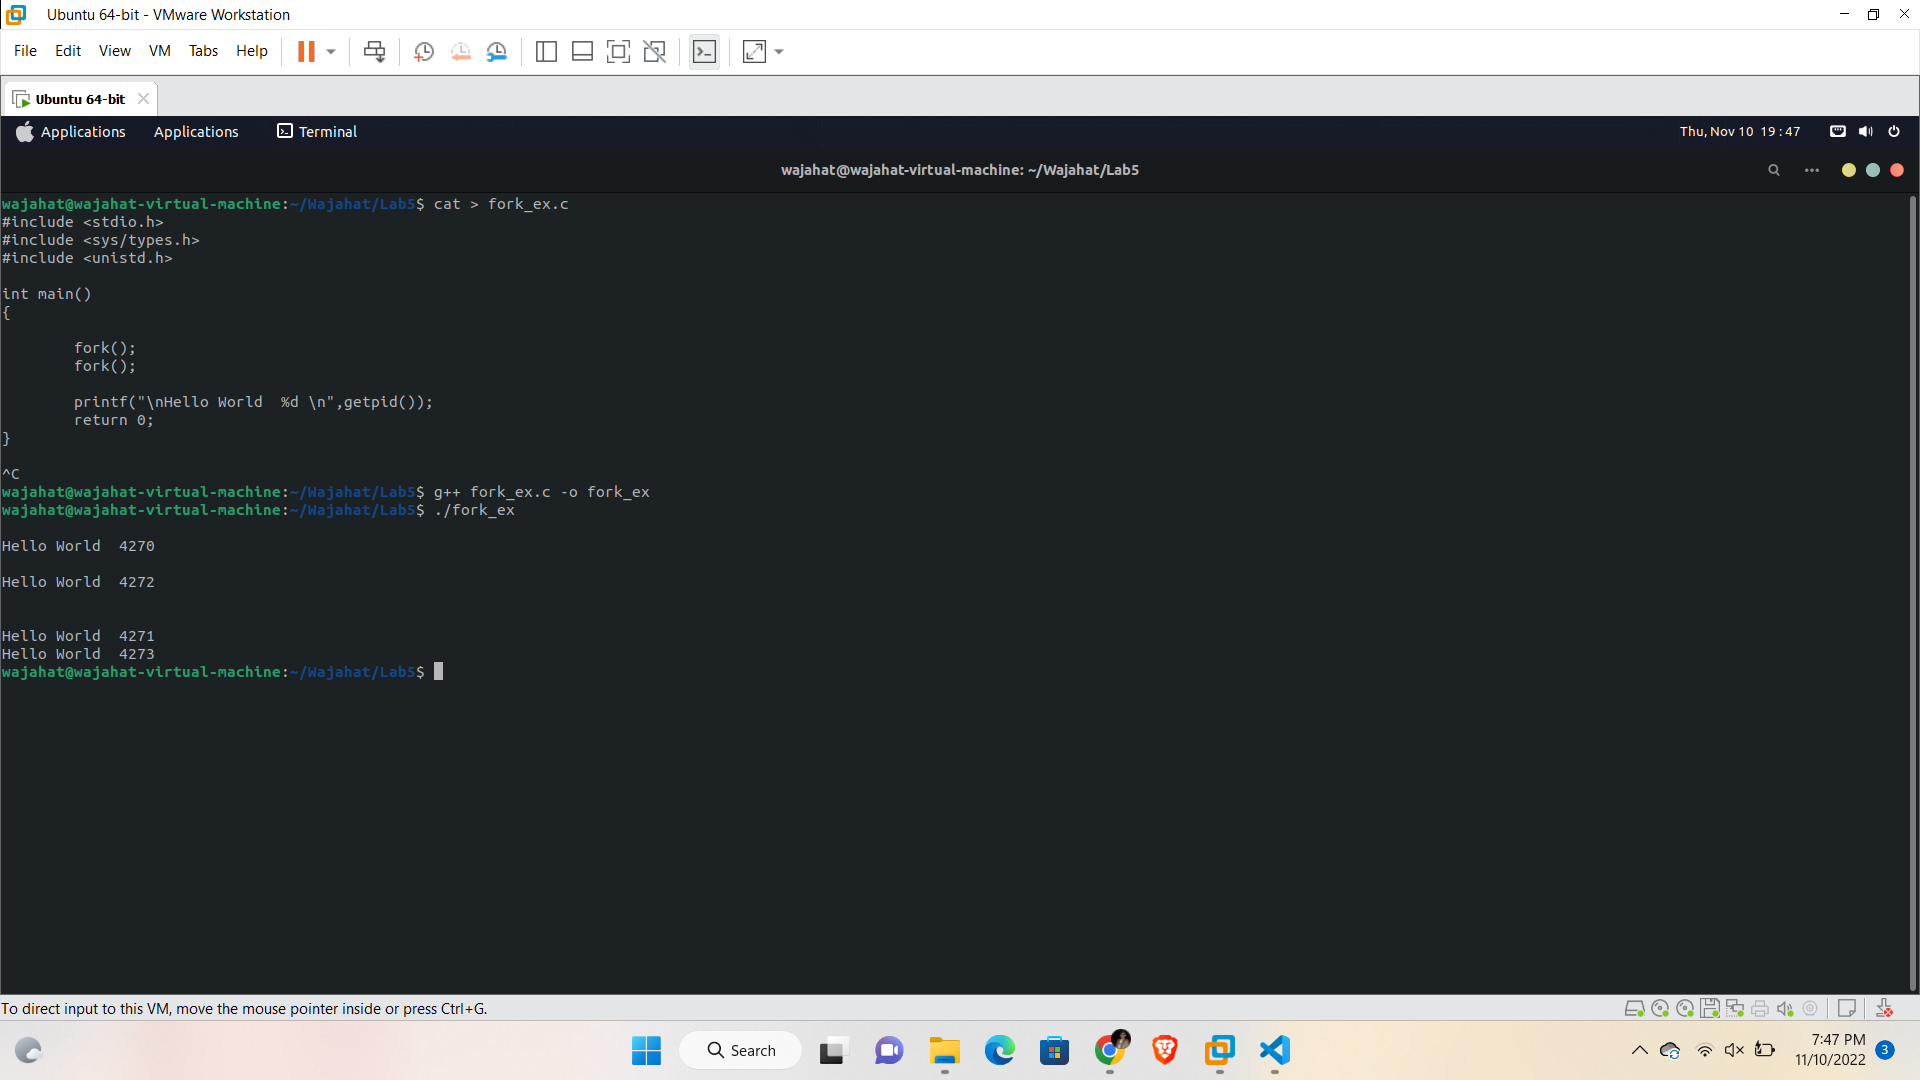 Ubuntu 64-bit - VMware Workstation
File Edit View VM Tabs Help
Ubuntu 64-bit
Applications Applications Terminal Thu, Nov 10 19:47
wajahat@wajahat-virtual-machine: ~/Wajahat/Lab5
wajahat@wajahat-virtual-machine:~/Wajahat/Lab5$ cat > fork_ex.c
#include <stdio.h>
#include <sys/types.h>
#include <unistd.h>
int main()
{
fork();
fork();
printf("\nHello World  %d \n",getpid());
return 0;
}
^C
wajahat@wajahat-virtual-machine:~/Wajahat/Lab5$ g++ fork_ex.c -o fork_ex
wajahat@wajahat-virtual-machine:~/Wajahat/Lab5$ ./fork_ex
Hello World  4270
Hello World  4272
Hello World  4271
Hello World  4273
wajahat@wajahat-virtual-machine:~/Wajahat/Lab5$
To direct input to this VM, move the mouse pointer inside or press Ctrl+G.
Search
7:47 PM
11/10/2022
3